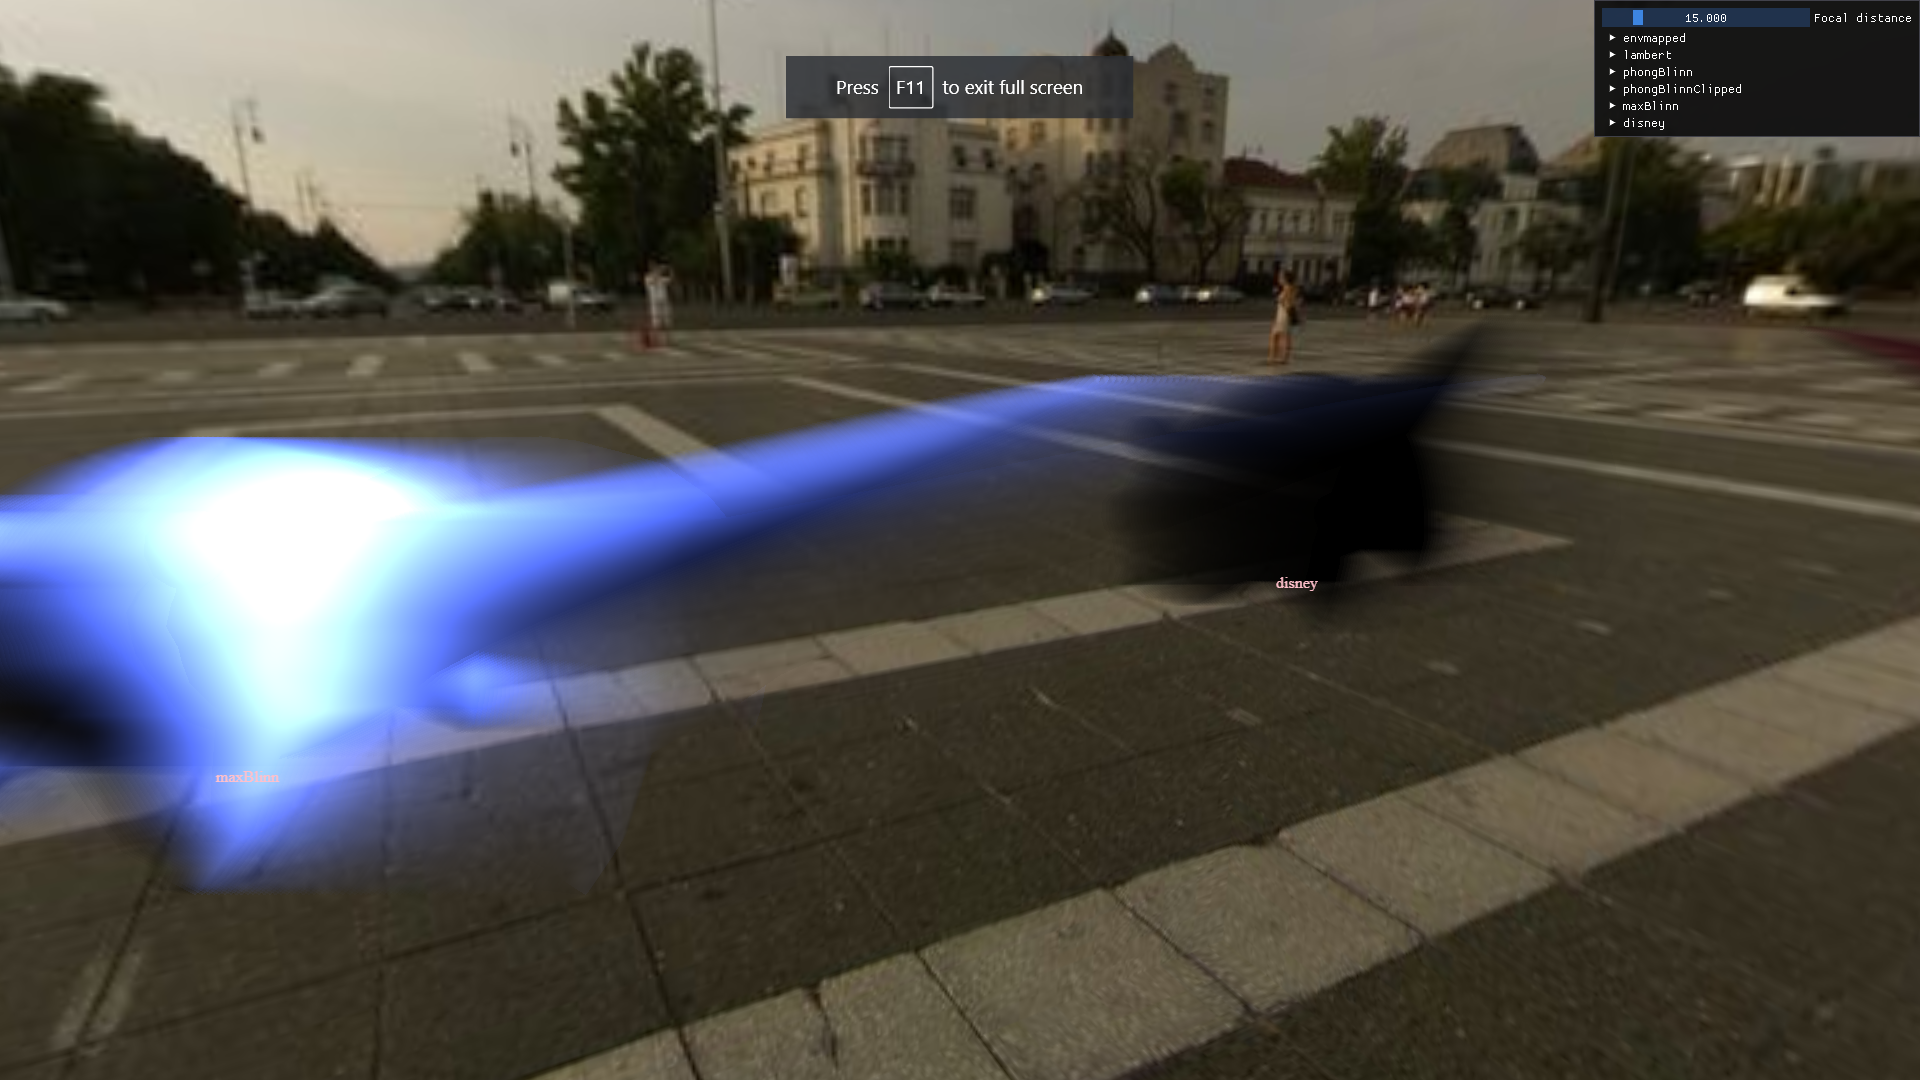 15.000 Focal distance
envmapped
lambert
phongBlinn
phongBlinnClipped
maxBlinn
disney
Press F11 to exit full screen
disney
maxBlinn